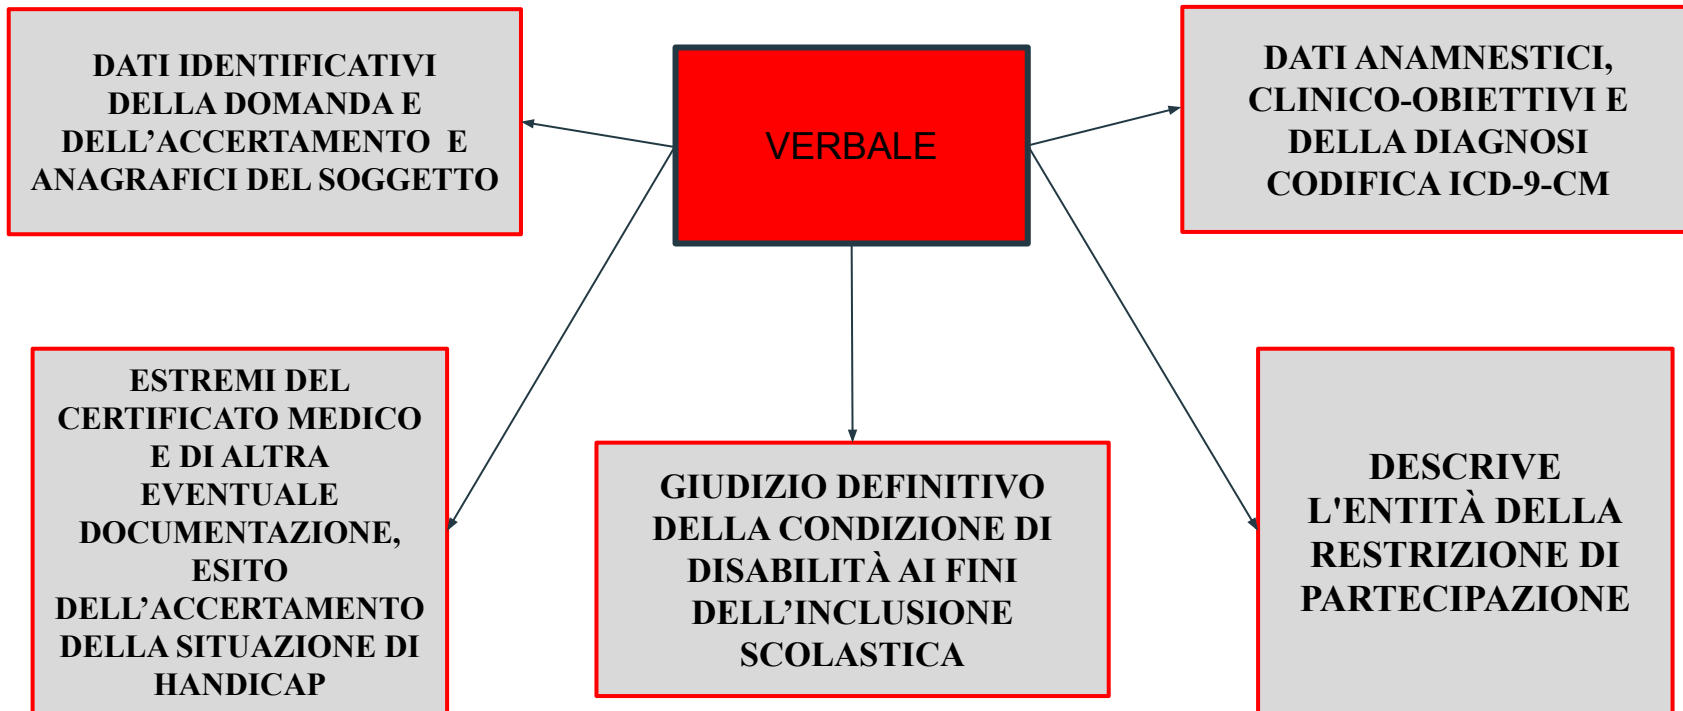 DATI IDENTIFICATIVI
DELLA DOMANDA E
DELL’ACCERTAMENTO E
ANAGRAFICI DEL SOGGETTO
VERBALE
DATI ANAMNESTICI,
CLINICO-OBIETTIVI E
DELLA DIAGNOSI
CODIFICA ICD-9-CM
ESTREMI DEL
CERTIFICATO MEDICO
E DI ALTRA
EVENTUALE
DOCUMENTAZIONE,
ESITO
DELL’ACCERTAMENTO
DELLA SITUAZIONE DI
HANDICAP
GIUDIZIO DEFINITIVO
DELLA CONDIZIONE DI
DISABILITÀ AI FINI
DELL’INCLUSIONE
SCOLASTICA
DESCRIVE
L'ENTITÀ DELLA
RESTRIZIONE DI
PARTECIPAZIONE